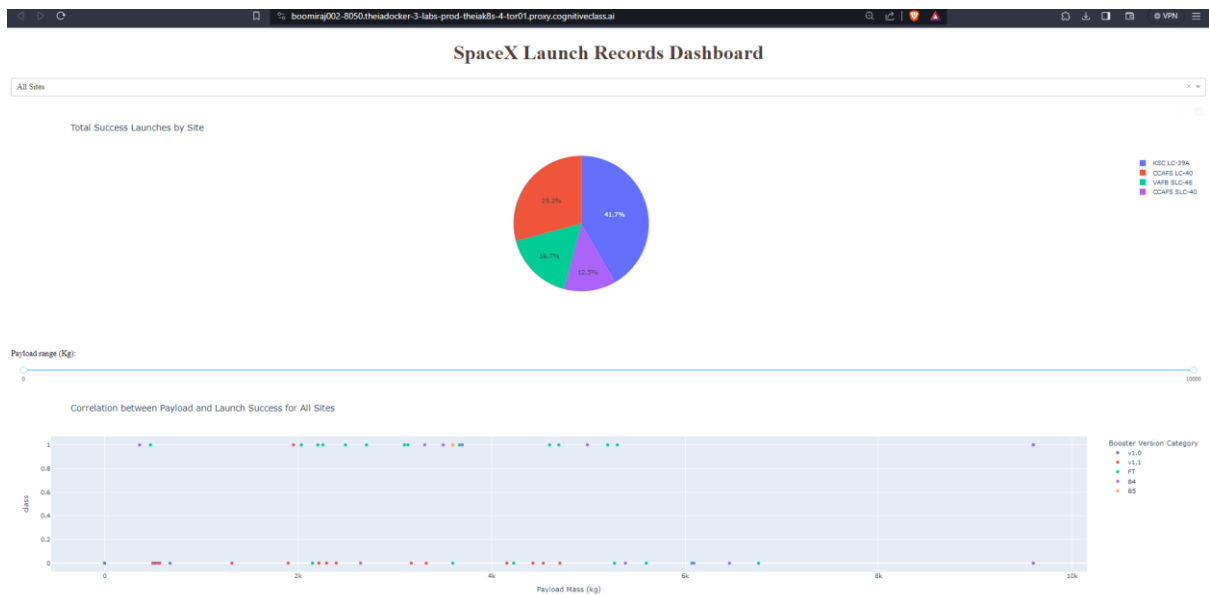 boomiraj002-8050.theiadocker-3-labs-prod-theiak8s-4-tor01.proxy.cognitiveclass.ai
VPN
SpaceX Launch Records Dashboard
All Sites
Total Success Launches by Site
KSC LC-39A
CCAFS LC-40
VAFB SLC-4E
CCAFS SLC-40
29.2%
41.7%
16.7%
12.5%
Payload range (Kg):
0
10000
Correlation between Payload and Launch Success for All Sites
Booster Version Category
v1.0
v1.1
FT
B4
B5
1
0.8
0.6
0.4
0.2
0
class
0
2k
4k
6k
8k
10k
Payload Mass (kg)